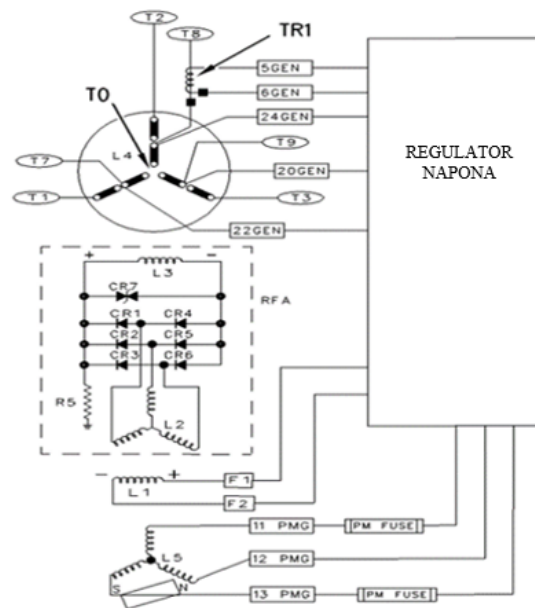 T2
T8
TR1
5GEN
6GEN
T0
24GEN
L4
T7
T9
20GEN
REGULATOR
NAPONA
T1
T3
22GEN
+
L3
-
CR7
RFA
CR1
CR4
CR2
CR5
CR3
CR6
R5
L2
-
+
L1
F1
F2
11 PMG
PM FUSE
L5
12 PMG
S
N
13 PMG
PM FUSE